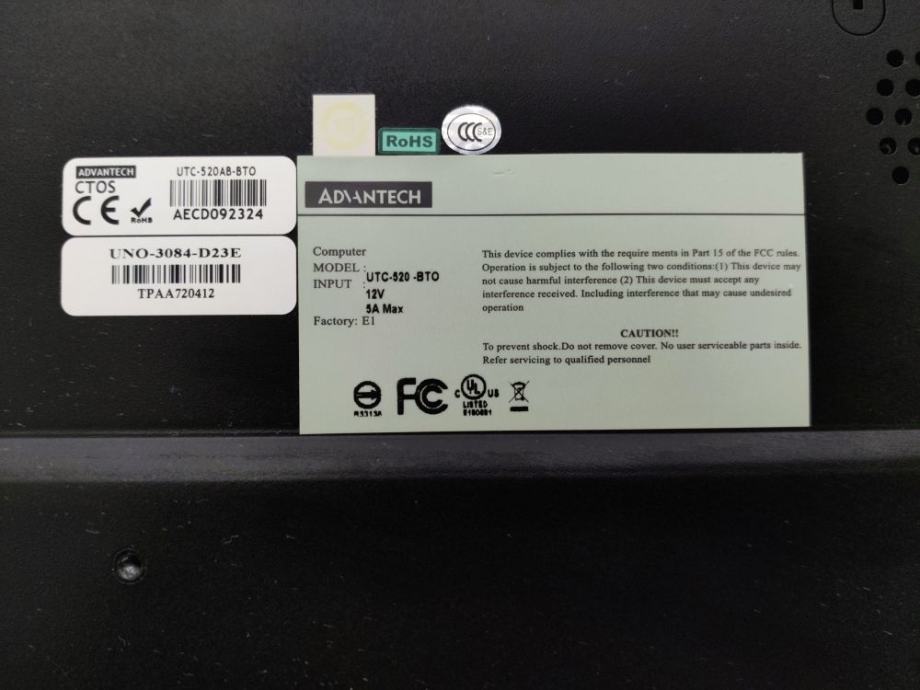 RoHS
CCC S&E
ADVANTECH
CTOS
UTC-520AB-BTO
CE RoHS
AECD092324
UNO-3084-D23E
TPAA720412
ADVANTECH
Computer
MODEL :
UTC-520 -BTO
INPUT :
12V
5A Max
Factory: E1
This device complies with the require ments in Part 15 of the FCC rules.
Operation is subject to the following two conditions:(1) This device may
not cause harmful interference (2) This device must accept any
interference received. Including interference that may cause undesired
operation
CAUTION!!
To prevent shock.Do not remove cover. No user serviceable parts inside.
Refer servicing to qualified personnel
FC
C UL US
LISTED